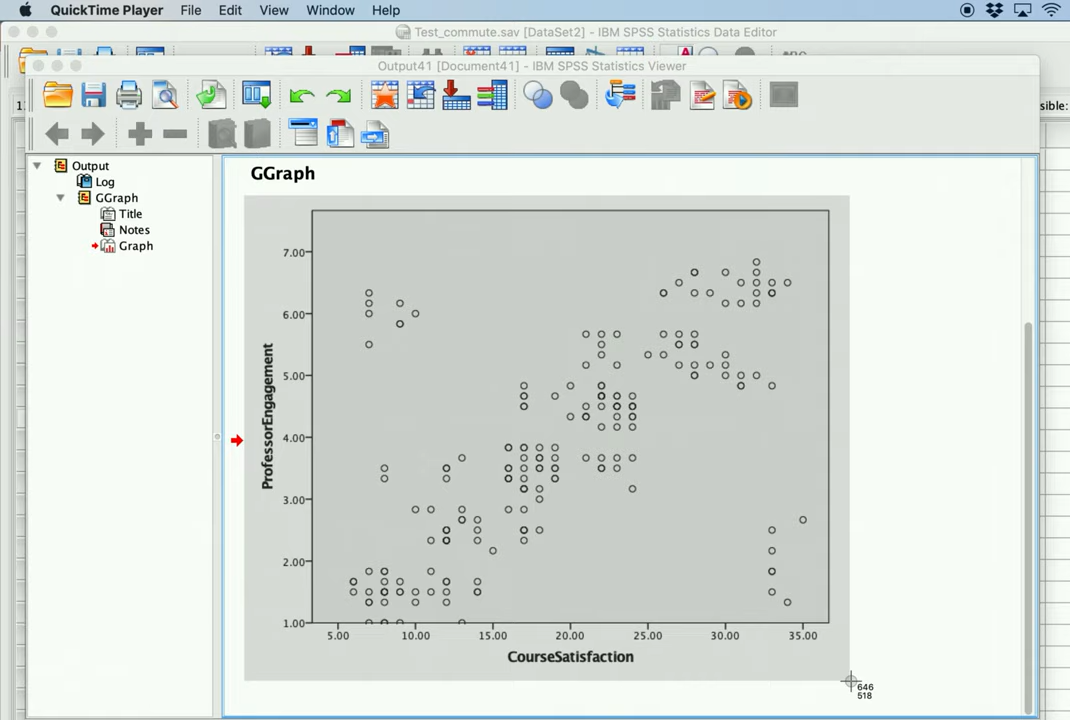 QuickTime Player File Edit View Window Help
Test_commute.sav [DataSet2] - IBM SPSS Statistics Data Editor
Output41 [Document41] - IBM SPSS Statistics Viewer
sible:
Output
Log
GGraph
Title
Notes
Graph
GGraph
7.00
6.00
5.00
4.00
3.00
2.00
1.00
ProfessorEngagement
5.00 10.00 15.00 20.00 25.00 30.00 35.00
CourseSatisfaction
646
518